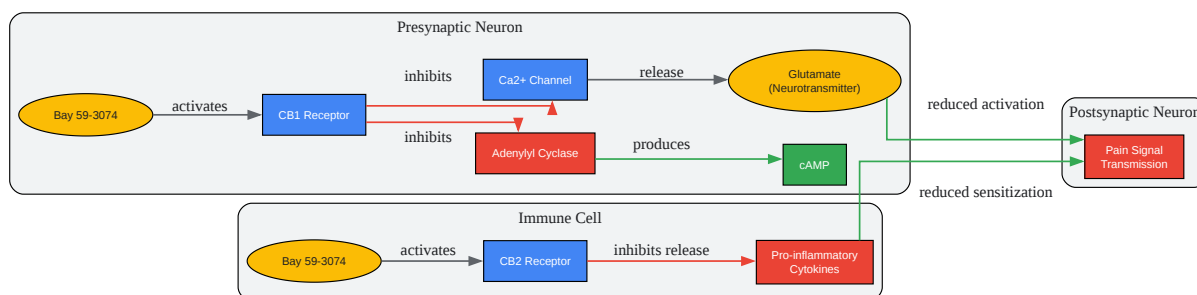 Presynaptic Neuron
inhibits
Ca2+ Channel
release
Glutamate
(Neurotransmitter)
Bay 59-3074
activates
CB1 Receptor
inhibits
Adenylyl Cyclase
produces
cAMP
reduced activation
Postsynaptic Neuron
Pain Signal
Transmission
reduced sensitization
Immune Cell
Bay 59-3074
activates
CB2 Receptor
inhibits release
Pro-inflammatory
Cytokines